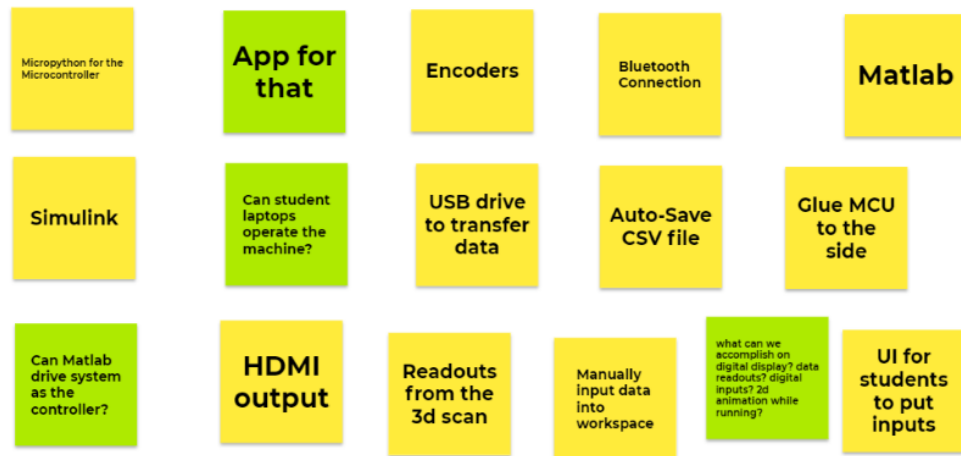 Micropython for the
Microcontroller
App for
that
Encoders
Bluetooth
Connection
Matlab
Simulink
Can student
laptops
operate the
machine?
USB drive
to transfer
data
Auto-Save
CSV file
Glue MCU
to the
side
Can Matlab
drive system
as the
controller?
HDMI
output
Readouts
from the
3d scan
Manually
input data
into
workspace
what can we
accomplish on
digital display? data
readouts? digital
inputs? 2d
animation while
running?
UI for
students
to put
inputs